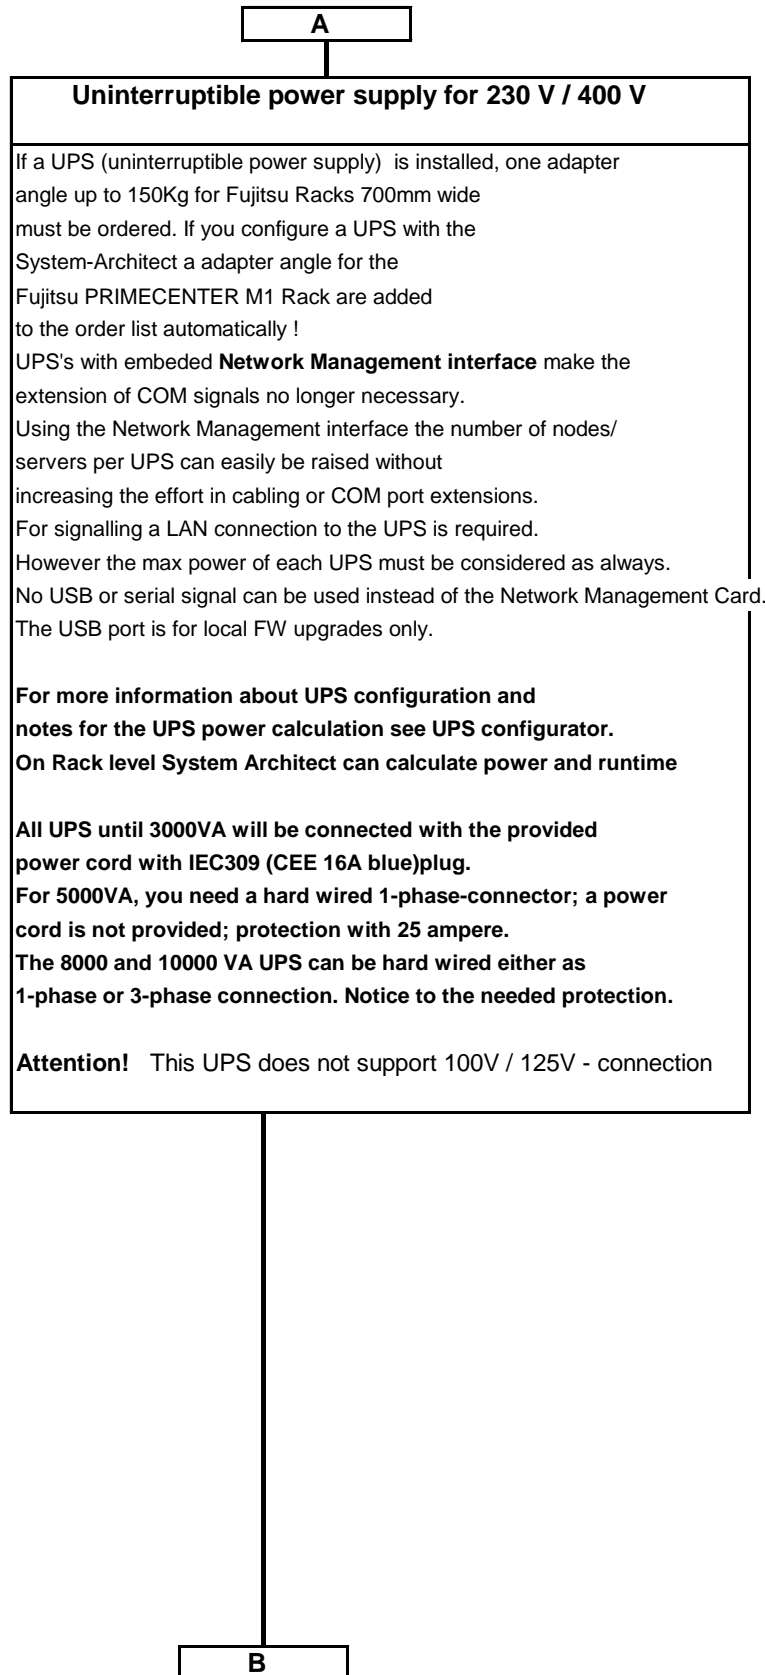 A
Uninterruptible power supply for 230 V / 400 V
If a UPS (uninterruptible power supply)  is installed, one adapter
angle up to 150Kg for Fujitsu Racks 700mm wide
must be ordered. If you configure a UPS with the
System-Architect a adapter angle for the
Fujitsu PRIMECENTER M1 Rack are added
to the order list automatically !
UPS's with embeded Network Management interface make the
extension of COM signals no longer necessary.
Using the Network Management interface the number of nodes/
servers per UPS can easily be raised without
increasing the effort in cabling or COM port extensions.
For signalling a LAN connection to the UPS is required.
However the max power of each UPS must be considered as always.
No USB or serial signal can be used instead of the Network Management Card.
The USB port is for local FW upgrades only.
For more information about UPS configuration and
notes for the UPS power calculation see UPS configurator.
On Rack level System Architect can calculate power and runtime
All UPS until 3000VA will be connected with the provided
power cord with IEC309 (CEE 16A blue)plug.
For 5000VA, you need a hard wired 1-phase-connector; a power
cord is not provided; protection with 25 ampere.
The 8000 and 10000 VA UPS can be hard wired either as
1-phase or 3-phase connection. Notice to the needed protection.
Attention!   This UPS does not support 100V / 125V - connection
B